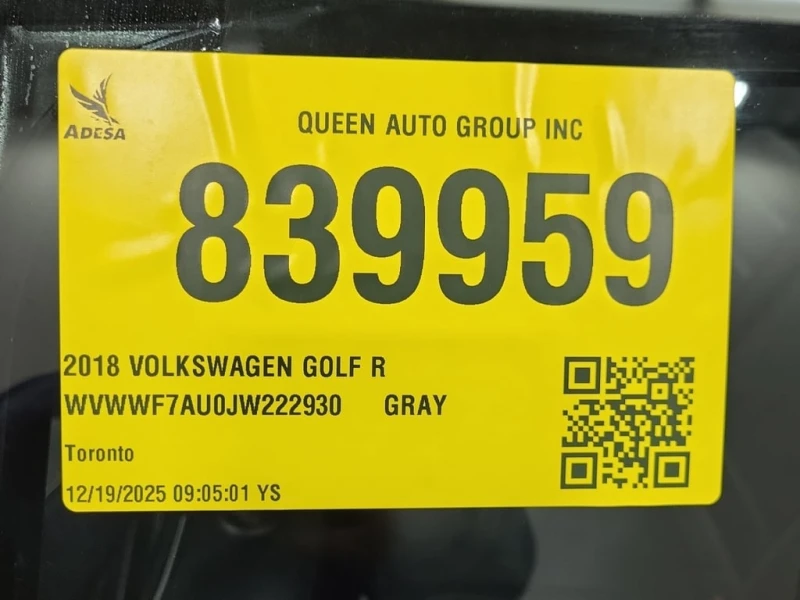 ADESA
QUEEN AUTO GROUP INC
839959
2018 VOLKSWAGEN GOLF R
WVWWF7AU0JW222930 GRAY
Toronto
12/19/2025 09:05:01 YS